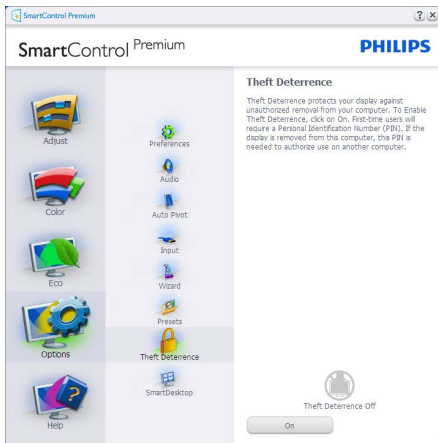 SmartControl Premium
SmartControl Premium
PHILIPS
Adjust
Color
Eco
Options
Help
Preferences
Audio
Auto Pivot
Input
Wizard
Presets
Theft Deterrence
SmartDesktop
Theft Deterrence
Theft Deterrence protects your display against
unauthorized removal from your computer. To Enable
Theft Deterrence, click on On. First-time users will
require a Personal Identification Number (PIN). If the
display is removed from this computer, this PIN is
needed to authorize use on another computer.
Theft Deterrence Off
On